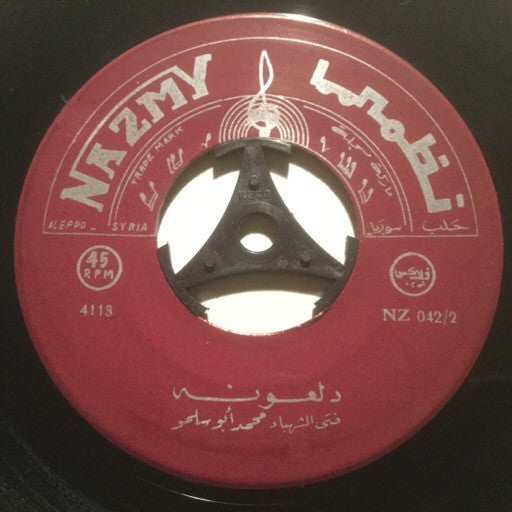 NAZMY
نظمي
TRADE MARK
ماركة مسجلة
ALEPPO - SYRIA
سوريا حلب
45
RPM
4113
NZ 042/2
دلعونه
فتى الشهباء محمد أبو سلمو